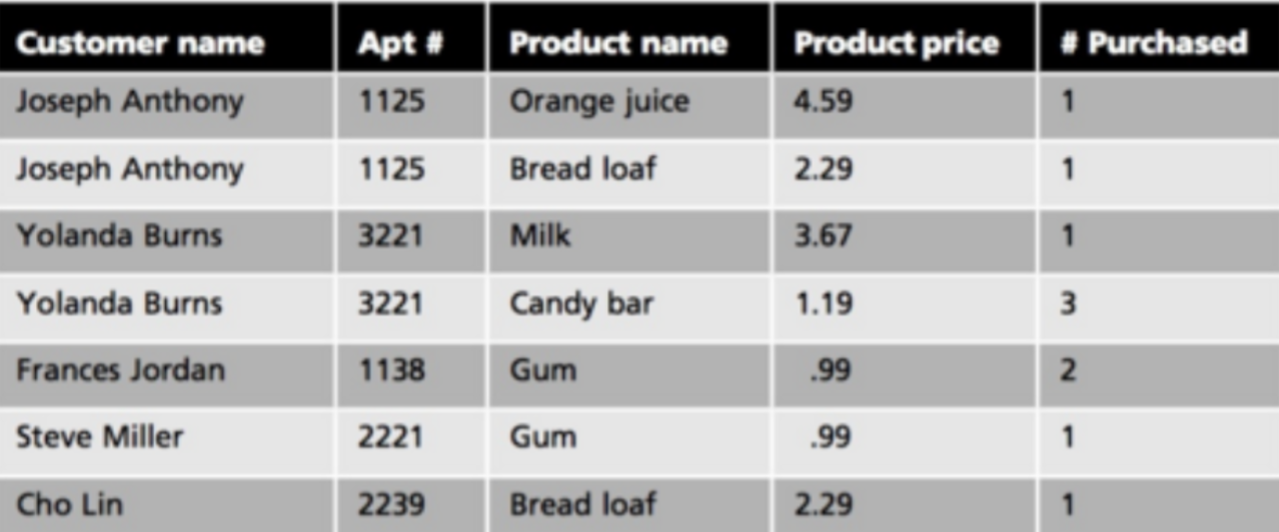 Customer name Apt # Product name Product price # Purchased
Joseph Anthony 1125 Orange juice 4.59 1
Joseph Anthony 1125 Bread loaf 2.29 1
Yolanda Burns 3221 Milk 3.67 1
Yolanda Burns 3221 Candy bar 1.19 3
Frances Jordan 1138 Gum .99 2
Steve Miller 2221 Gum .99 1
Cho Lin 2239 Bread loaf 2.29 1